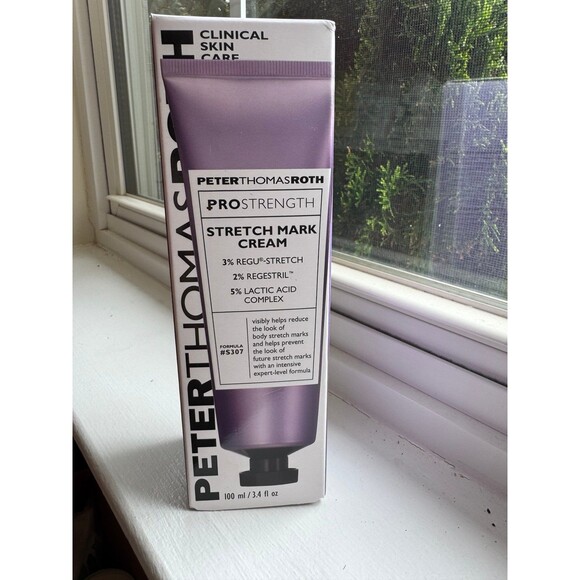 CLINICAL
SKIN
CARE
PETERTHOMASROTH
PETERTHOMASROTH
PROSTRENGTH
STRETCH MARK
CREAM
3% REGU®-STRETCH
2% REGESTRIL™
5% LACTIC ACID
COMPLEX
FORMULA
#S307
visibly helps reduce
the look of
body stretch marks
and helps prevent
the look of
future stretch marks
with an intensive
expert-level formula
100 ml / 3.4 fl oz